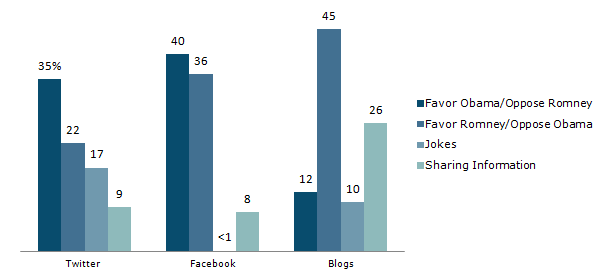 35%
22
17
9
40
36
<1
8
12
45
10
26
Favor Obama/Oppose Romney
Favor Romney/Oppose Obama
Jokes
Sharing Information
Twitter
Facebook
Blogs